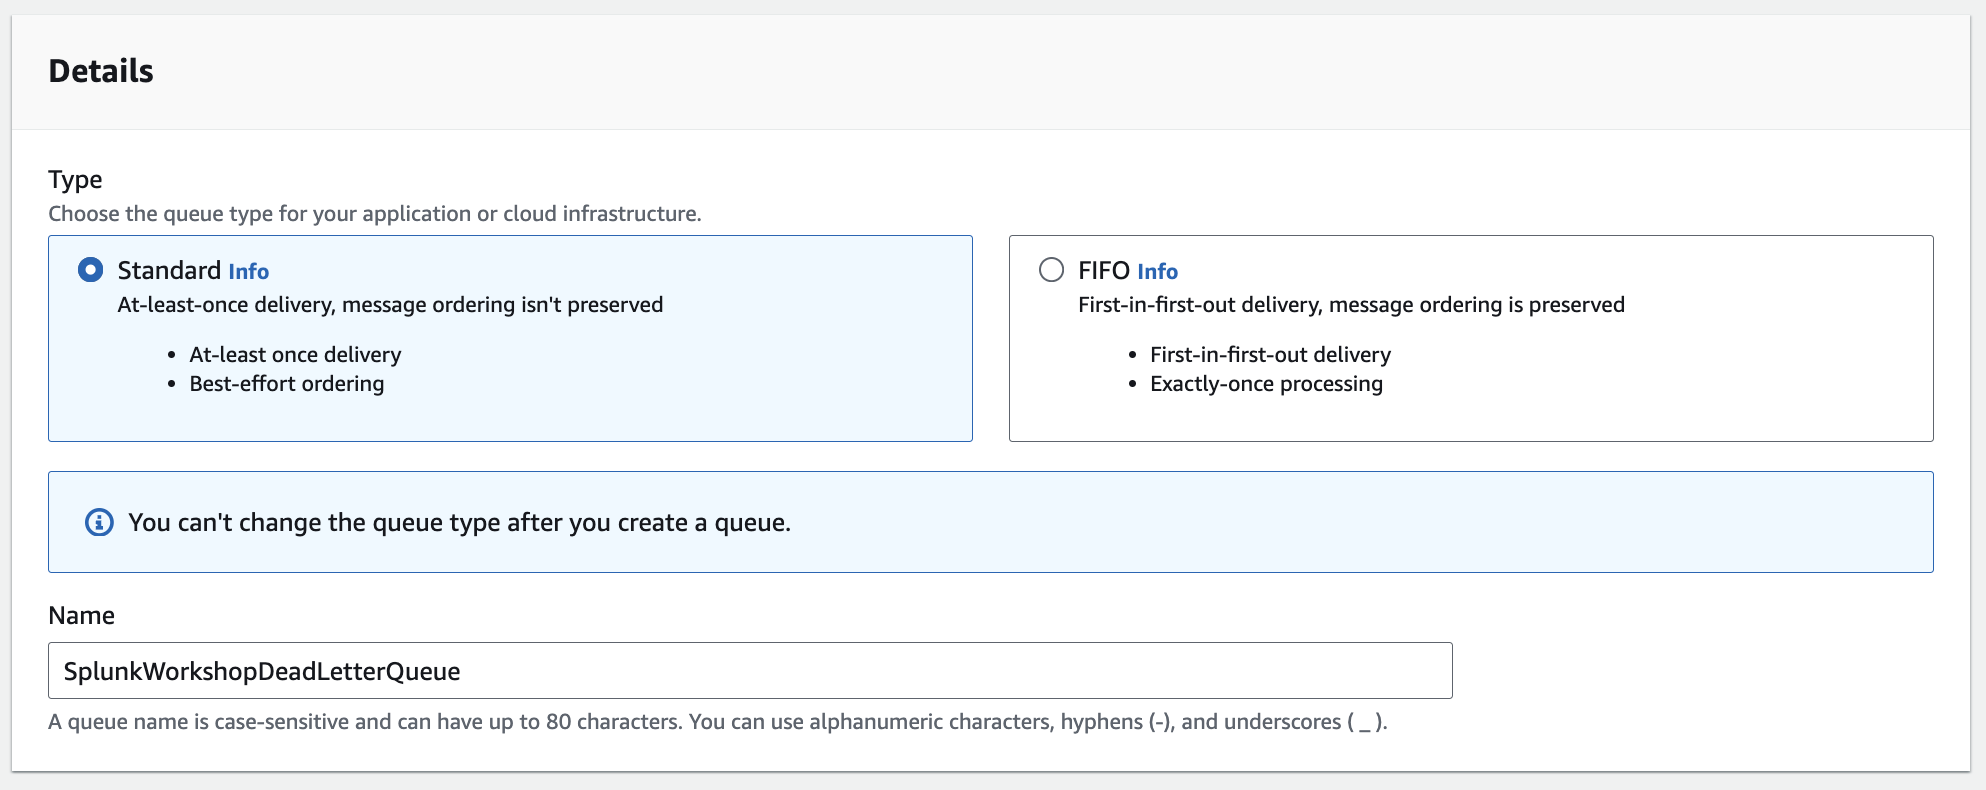 Details
Type
Choose the queue type for your application or cloud infrastructure.
Standard Info
At-least-once delivery, message ordering isn't preserved
• At-least once delivery
• Best-effort ordering
FIFO Info
First-in-first-out delivery, message ordering is preserved
• First-in-first-out delivery
• Exactly-once processing
You can't change the queue type after you create a queue.
Name
SplunkWorkshopDeadLetterQueue
A queue name is case-sensitive and can have up to 80 characters. You can use alphanumeric characters, hyphens (-), and underscores ( _ ).